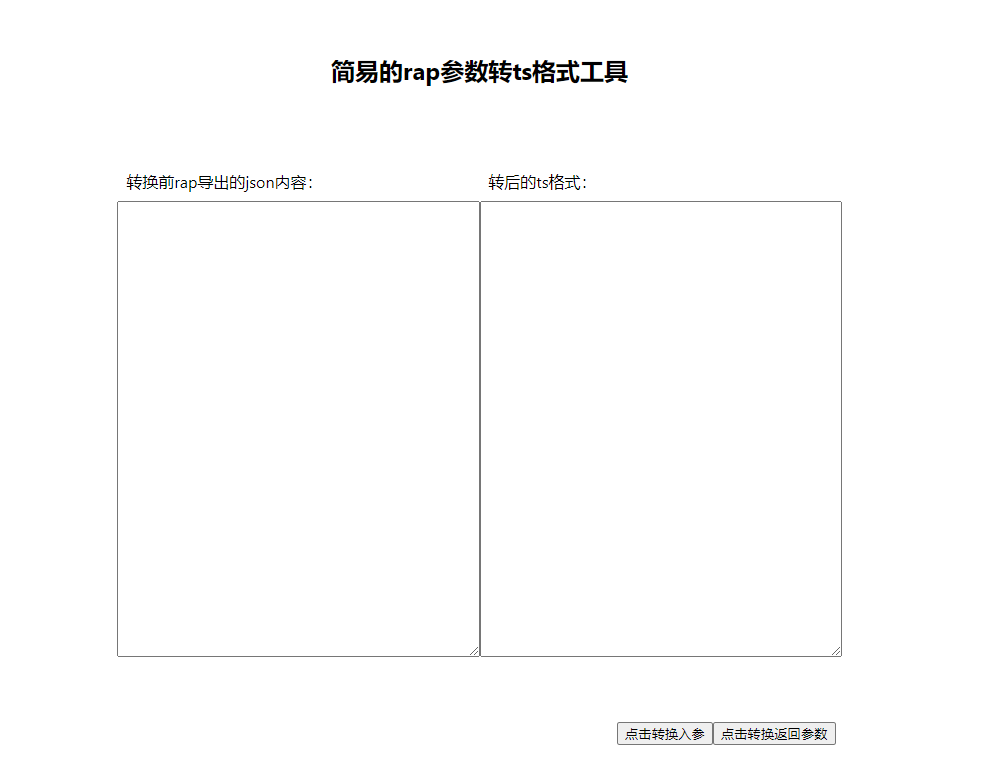 简易的rap参数转ts格式工具
转换前rap导出的json内容：
转后的ts格式：
点击转换入参
点击转换返回参数